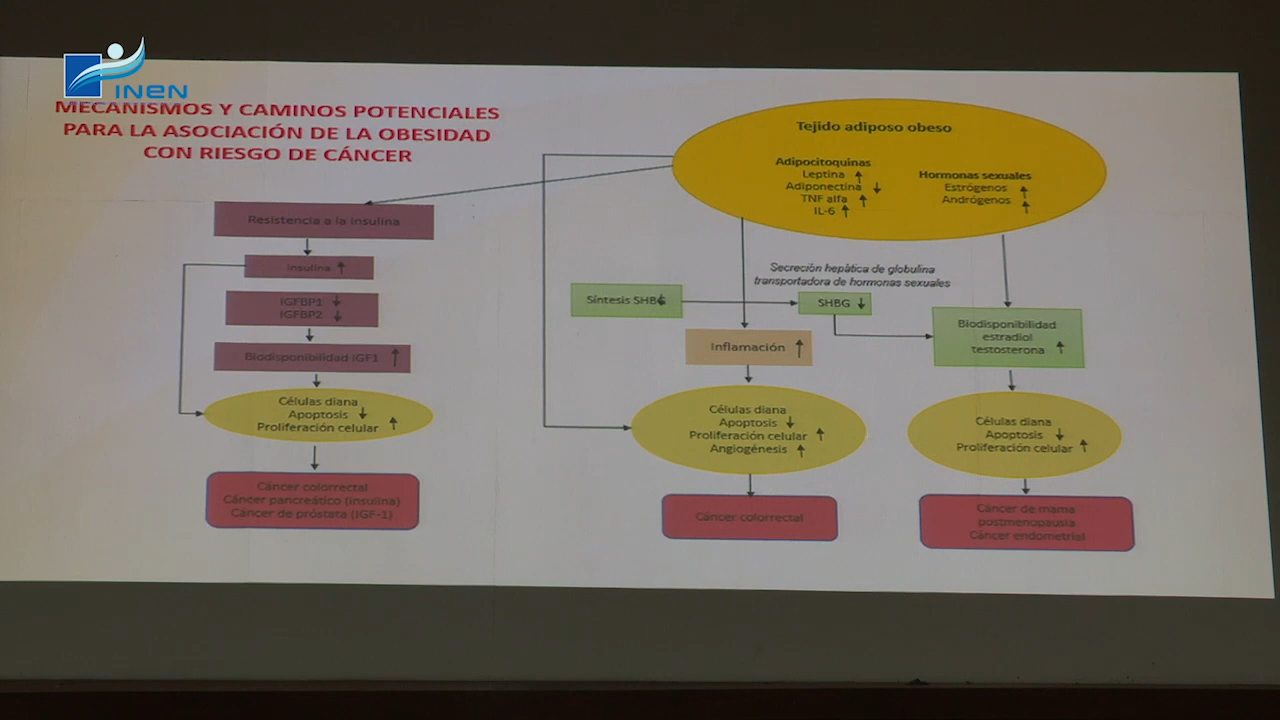 INEN
MECANISMOS Y CAMINOS POTENCIALES
PARA LA ASOCIACIÓN DE LA OBESIDAD
CON RIESGO DE CÁNCER
Tejido adiposo obeso
Adipocitoquinas
Leptina ↑
Adiponectina ↓
TNF alfa ↑
IL-6 ↑
Hormonas sexuales
Estrógenos ↑
Andrógenos ↑
Resistencia a la insulina
Insulina ↑
IGFBP1 ↓
IGFBP2 ↓
Biodisponibilidad IGF1 ↑
Células diana
Apoptosis ↓
Proliferación celular ↑
Cáncer colorrectal
Cáncer pancreático (insulina)
Cáncer de próstata (IGF-1)
Secreción hepàtica de globulina
transportadora de hormonas sexuales
Síntesis SHBG ↓
SHBG ↓
Inflamación ↑
Células diana
Apoptosis ↓
Proliferación celular ↑
Angiogénesis ↑
Cáncer colorrectal
Biodisponibilidad
estradiol
testosterona ↑
Células diana
Apoptosis ↓
Proliferación celular ↑
Cáncer de mama
postmenopausia
Cáncer endometrial